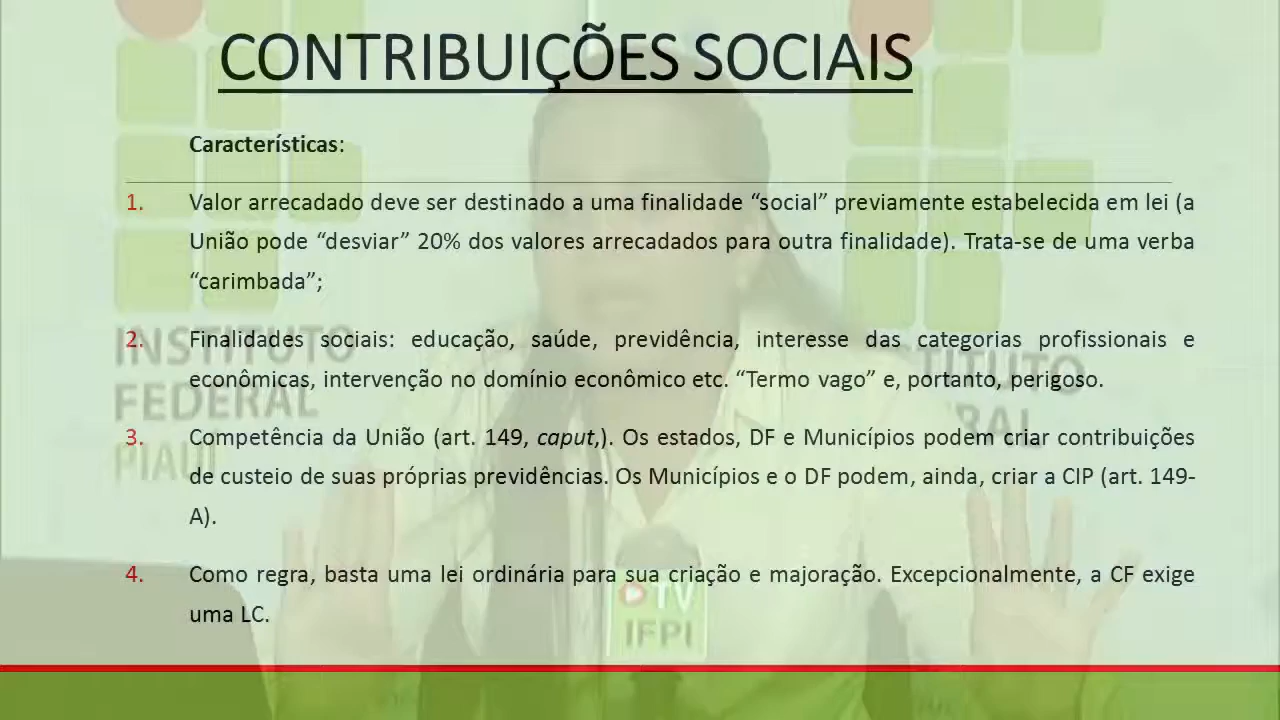 CONTRIBUIÇÕES SOCIAIS
Características:
1. Valor arrecadado deve ser destinado a uma finalidade “social” previamente estabelecida em lei (a
União pode “desviar” 20% dos valores arrecadados para outra finalidade). Trata-se de uma verba
“carimbada”;
2. Finalidades sociais: educação, saúde, previdência, interesse das categorias profissionais e
econômicas, intervenção no domínio econômico etc. “Termo vago” e, portanto, perigoso.
3. Competência da União (art. 149, caput,). Os estados, DF e Municípios podem criar contribuições
de custeio de suas próprias previdências. Os Municípios e o DF podem, ainda, criar a CIP (art. 149-
A).
4. Como regra, basta uma lei ordinária para sua criação e majoração. Excepcionalmente, a CF exige
uma LC.
INSTITUTO
FEDERAL
PIAUÍ
TITUTO
RAL
TV
IFPI